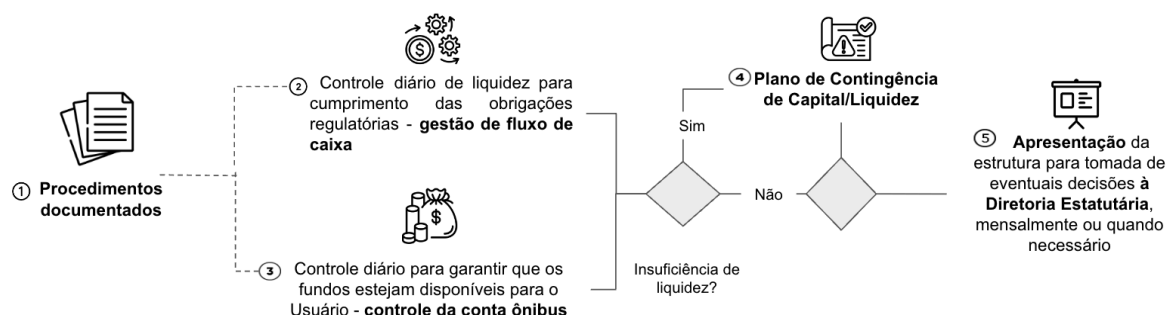 ① Procedimentos
documentados
② Controle diário de liquidez para
cumprimento das obrigações
regulatórias - gestão de fluxo de
caixa
③ Controle diário para garantir que os
fundos estejam disponíveis para o
Usuário - controle da conta ônibus
Sim
Não
Insuficiência de
liquidez?
④ Plano de Contingência
de Capital/Liquidez
⑤ Apresentação da
estrutura para tomada de
eventuais decisões à
Diretoria Estatutária,
mensalmente ou quando
necessário